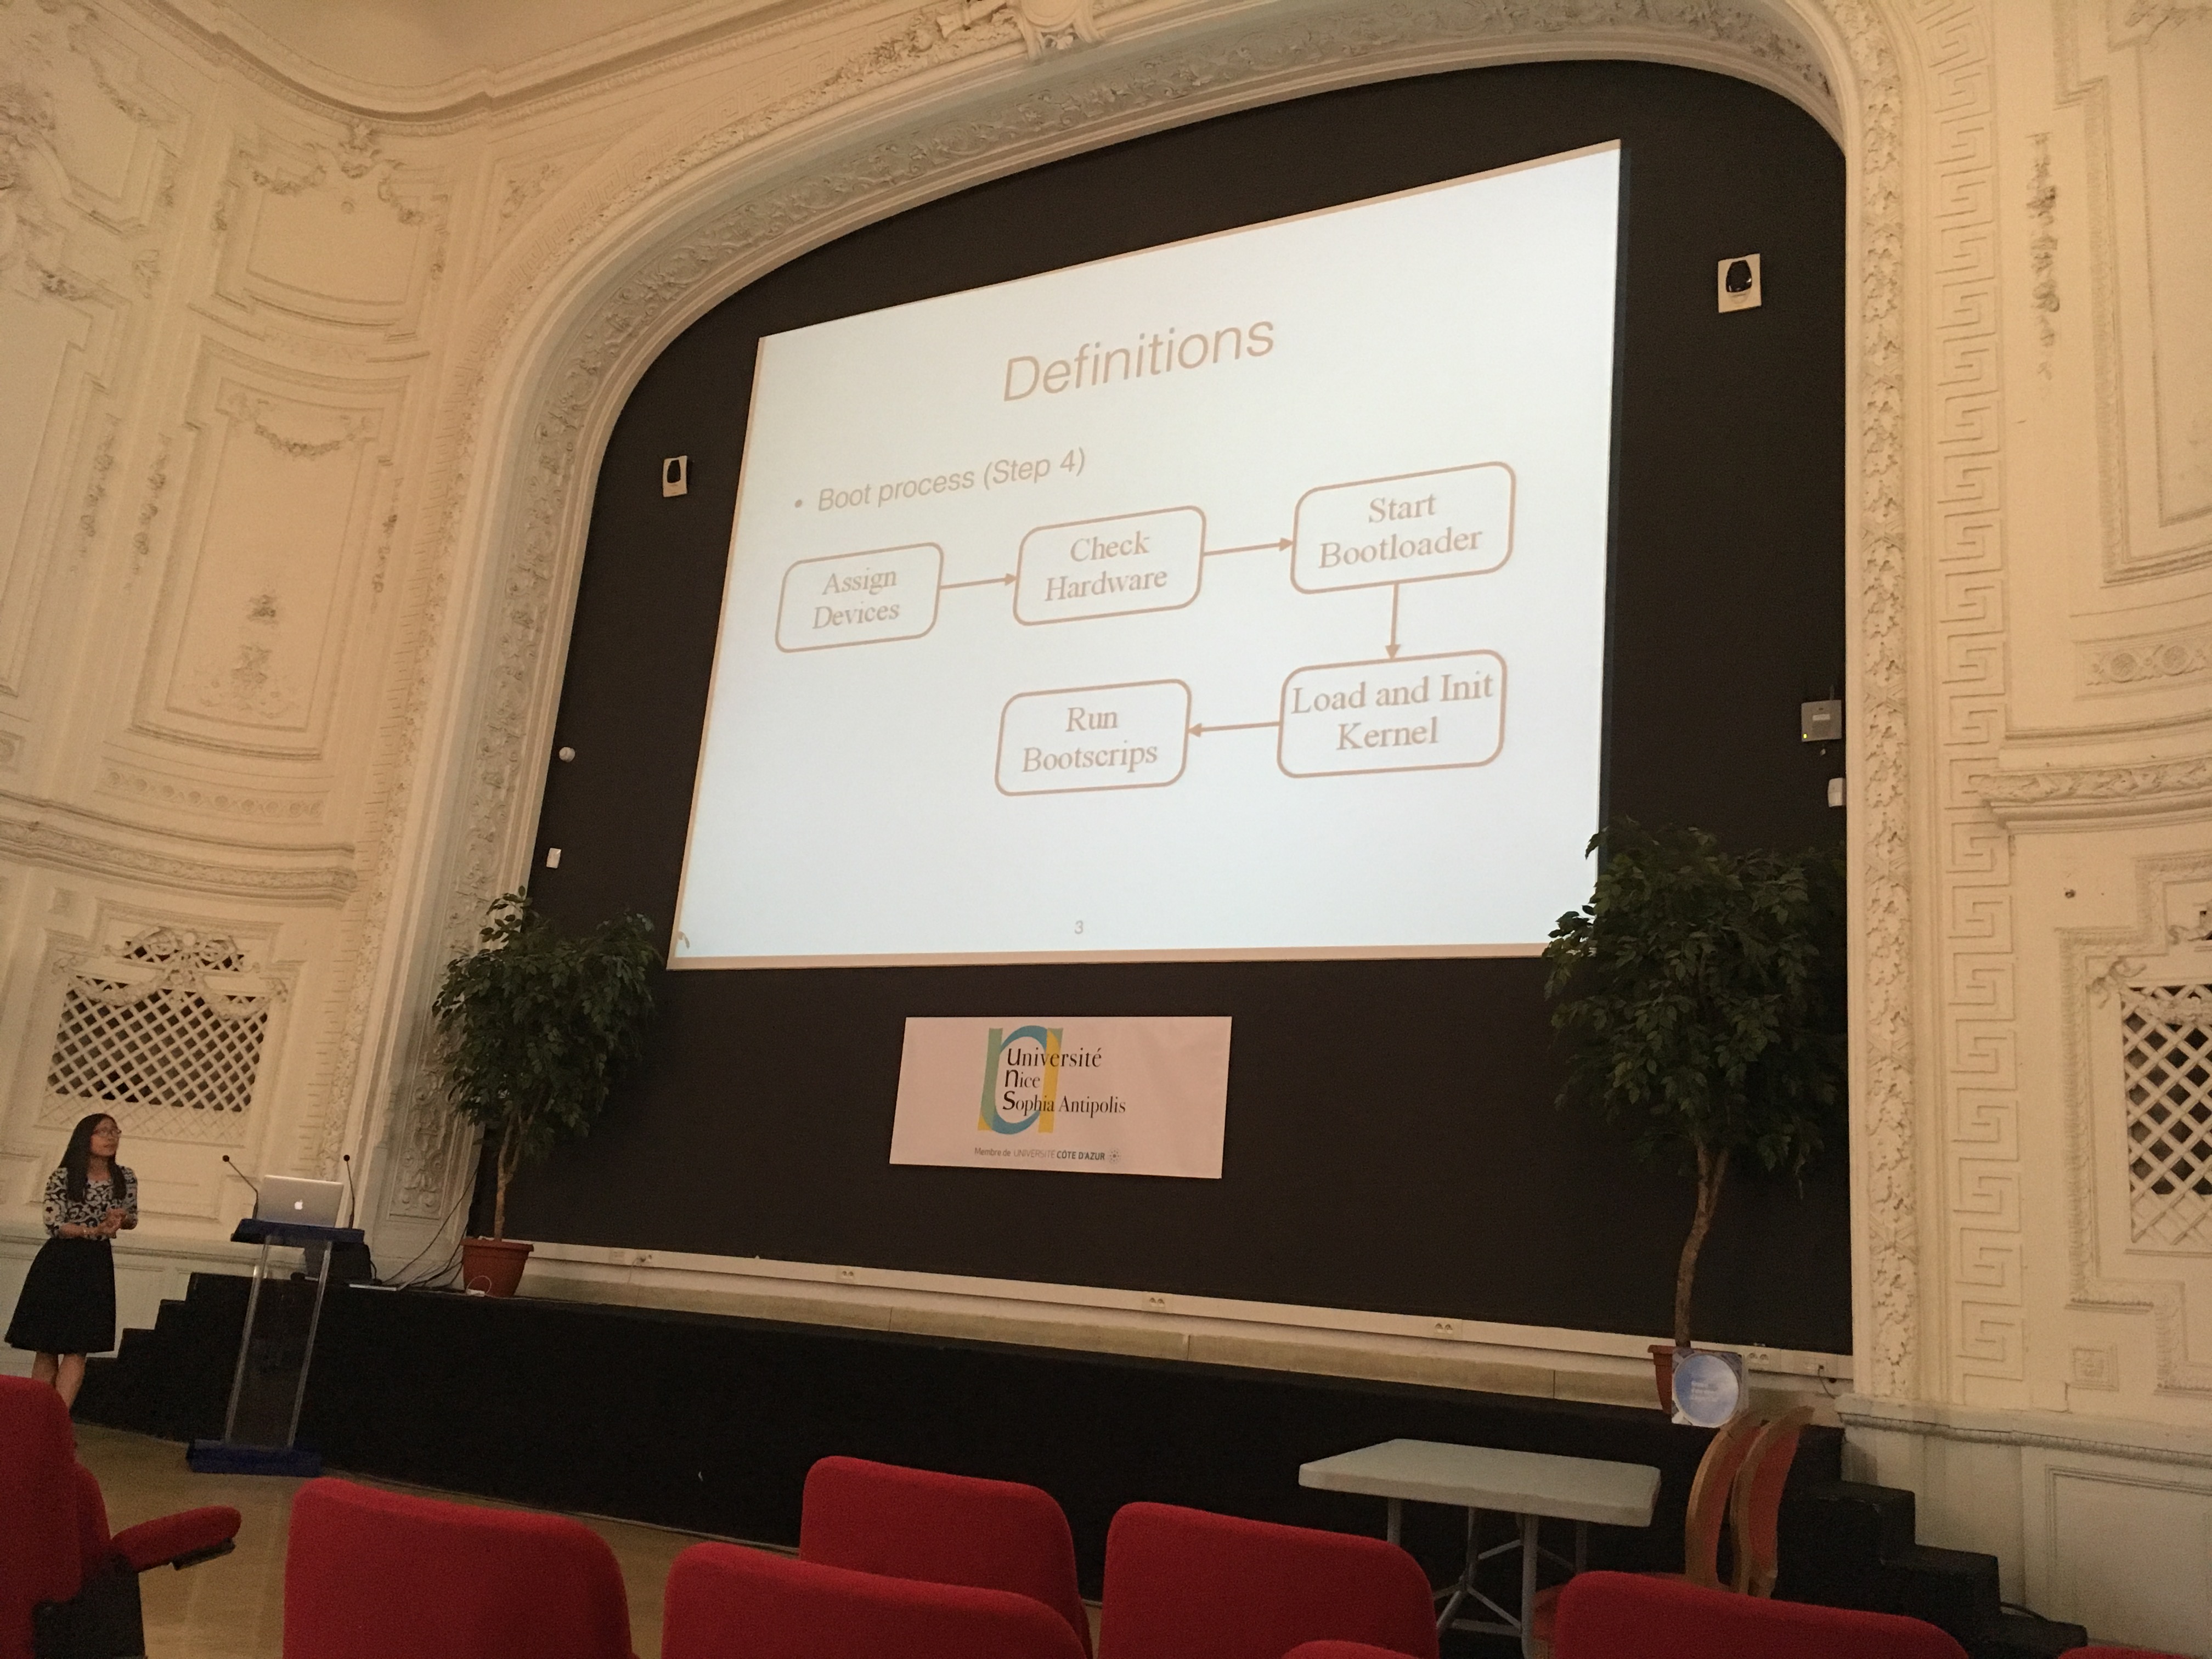 Definitions
• Boot process (Step 4)
Assign
Devices
Check
Hardware
Start
Bootloader
Load and Init
Kernel
Run
Bootscrips
3
université
nice
Sophia Antipolis
Membre de UNIVERSITÉ CÔTE D'AZUR